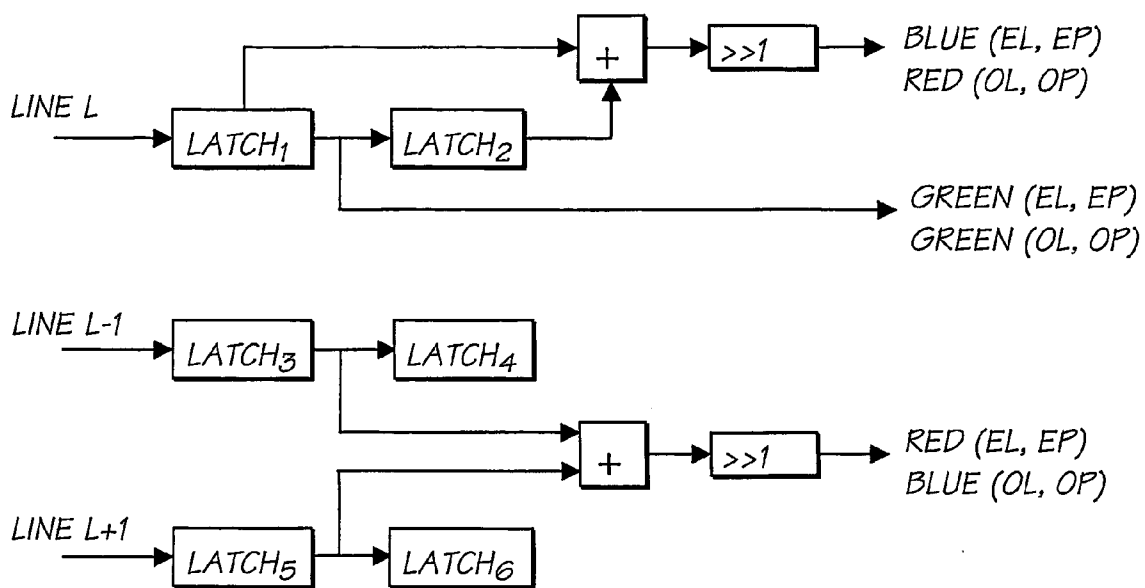 BLUE (EL, EP)
+
>>1
RED (OL, OP)
LINE L
LATCH₁
LATCH₂
GREEN (EL, EP)
GREEN (OL, OP)
LINE L-1
LATCH₃
LATCH₄
RED (EL, EP)
+
>>1
BLUE (OL, OP)
LINE L+1
LATCH₅
LATCH₆